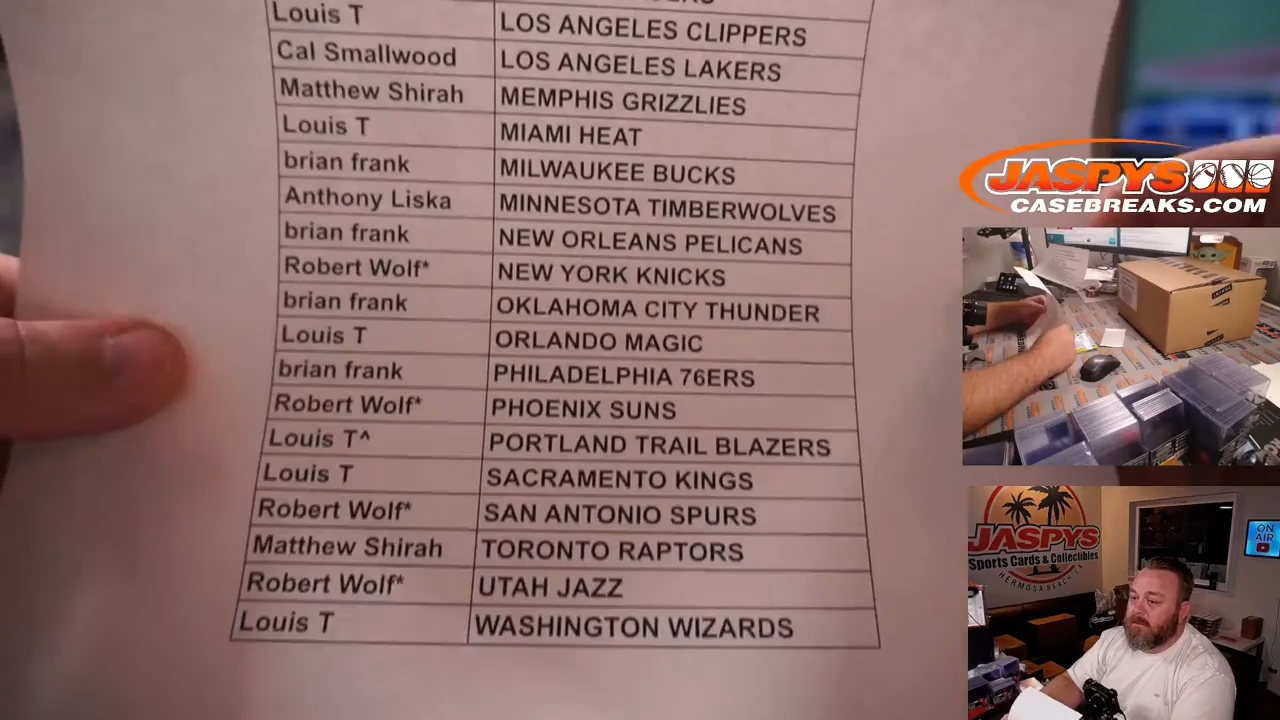 Louis T LOS ANGELES CLIPPERS
Cal Smallwood LOS ANGELES LAKERS
Matthew Shirah MEMPHIS GRIZZLIES
Louis T MIAMI HEAT
brian frank MILWAUKEE BUCKS
Anthony Liska MINNESOTA TIMBERWOLVES
brian frank NEW ORLEANS PELICANS
Robert Wolf* NEW YORK KNICKS
brian frank OKLAHOMA CITY THUNDER
Louis T ORLANDO MAGIC
brian frank PHILADELPHIA 76ERS
Robert Wolf* PHOENIX SUNS
Louis T^ PORTLAND TRAIL BLAZERS
Louis T SACRAMENTO KINGS
Robert Wolf* SAN ANTONIO SPURS
Matthew Shirah TORONTO RAPTORS
Robert Wolf* UTAH JAZZ
Louis T WASHINGTON WIZARDS
JASPYS
CASEBREAKS.COM
JASPYS
Sports Cards & Collectibles
HERMOSA BEACH, CA
ON
AIR